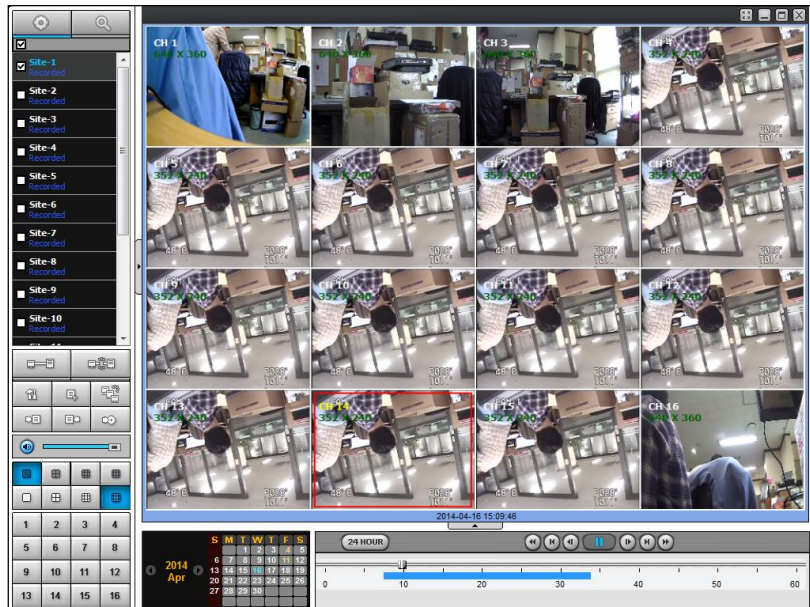 Site-1
Recorded
Site-2
Recorded
Site-3
Recorded
Site-4
Recorded
Site-5
Recorded
Site-6
Recorded
Site-7
Recorded
Site-8
Recorded
Site-9
Recorded
Site-10
Recorded
1 2 3 4
5 6 7 8
9 10 11 12
13 14 15 16
CH 1 CH 2 CH 3 CH 4
640 X 360 640 X 360 640 X 360 352 X 240
CH 5 CH 6 CH 7 CH 8
352 X 240 352 X 240 352 X 240 352 X 240
CH 9 CH 10 CH 11 CH 12
352 X 240 352 X 240 352 X 240 352 X 240
CH 13 CH 14 CH 15 CH 16
352 X 240 352 X 240 352 X 240 640 X 360
2014-04-16 15:09:46
2014
Apr
S M T W T F S
1 2 3 4 5
6 7 8 9 10 11 12
13 14 15 16 17 18 19
20 21 22 23 24 25 26
27 28 29 30
24 HOUR
0 10 20 30 40 50 60